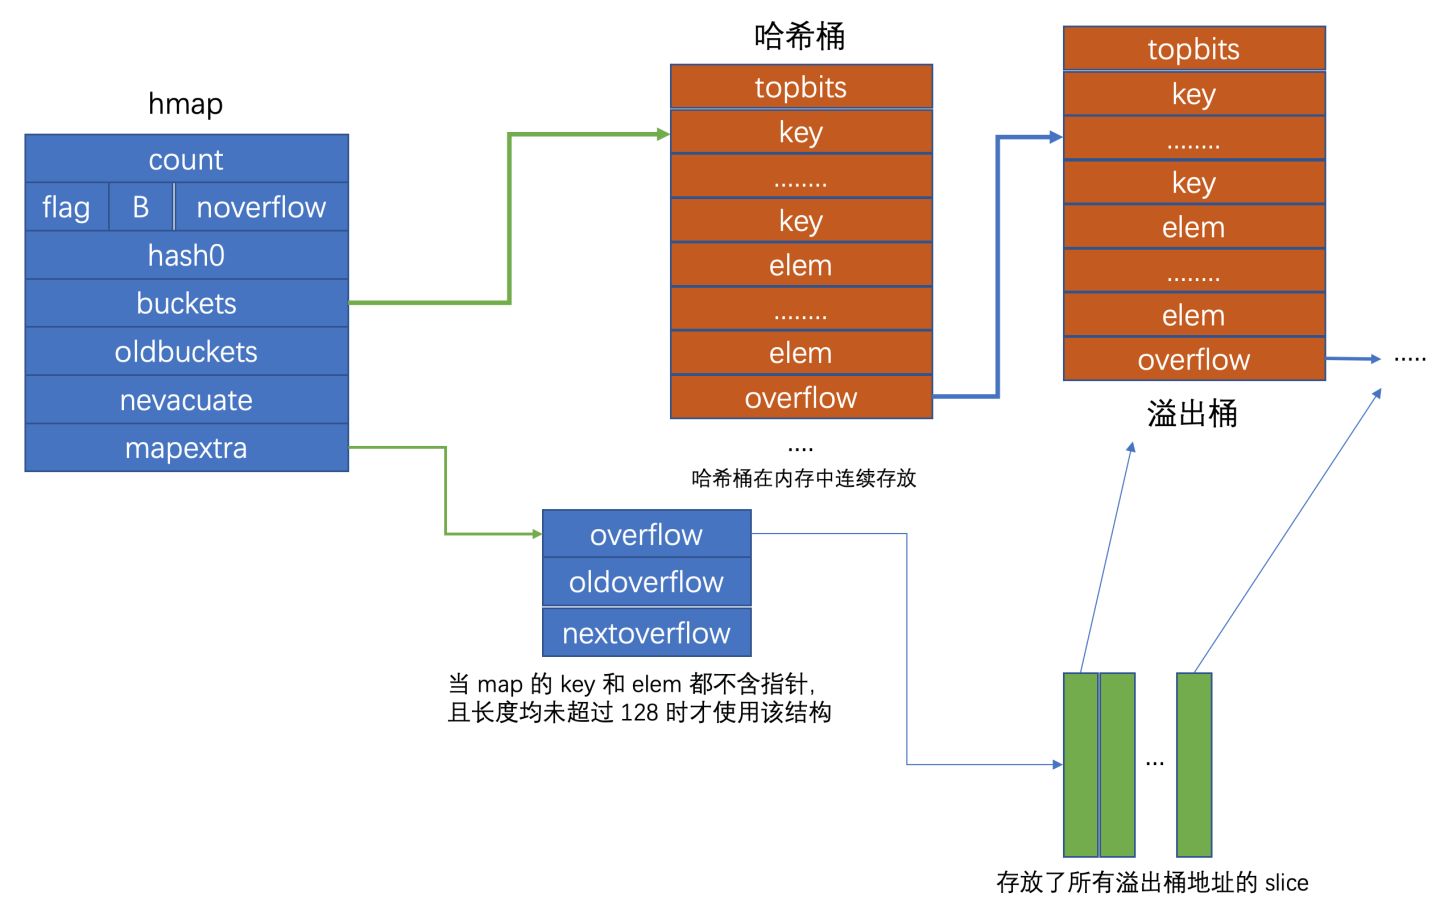 hmap
count
flag B noverflow
hash0
buckets
oldbuckets
nevacuate
mapextra
哈希桶
topbits
key
........
key
elem
........
elem
overflow
....
哈希桶在内存中连续存放
topbits
key
........
key
elem
........
elem
overflow
.....
溢出桶
overflow
oldoverflow
nextoverflow
当 map 的 key 和 elem 都不含指针,
且长度均未超过 128 时才使用该结构
...
存放了所有溢出桶地址的 slice